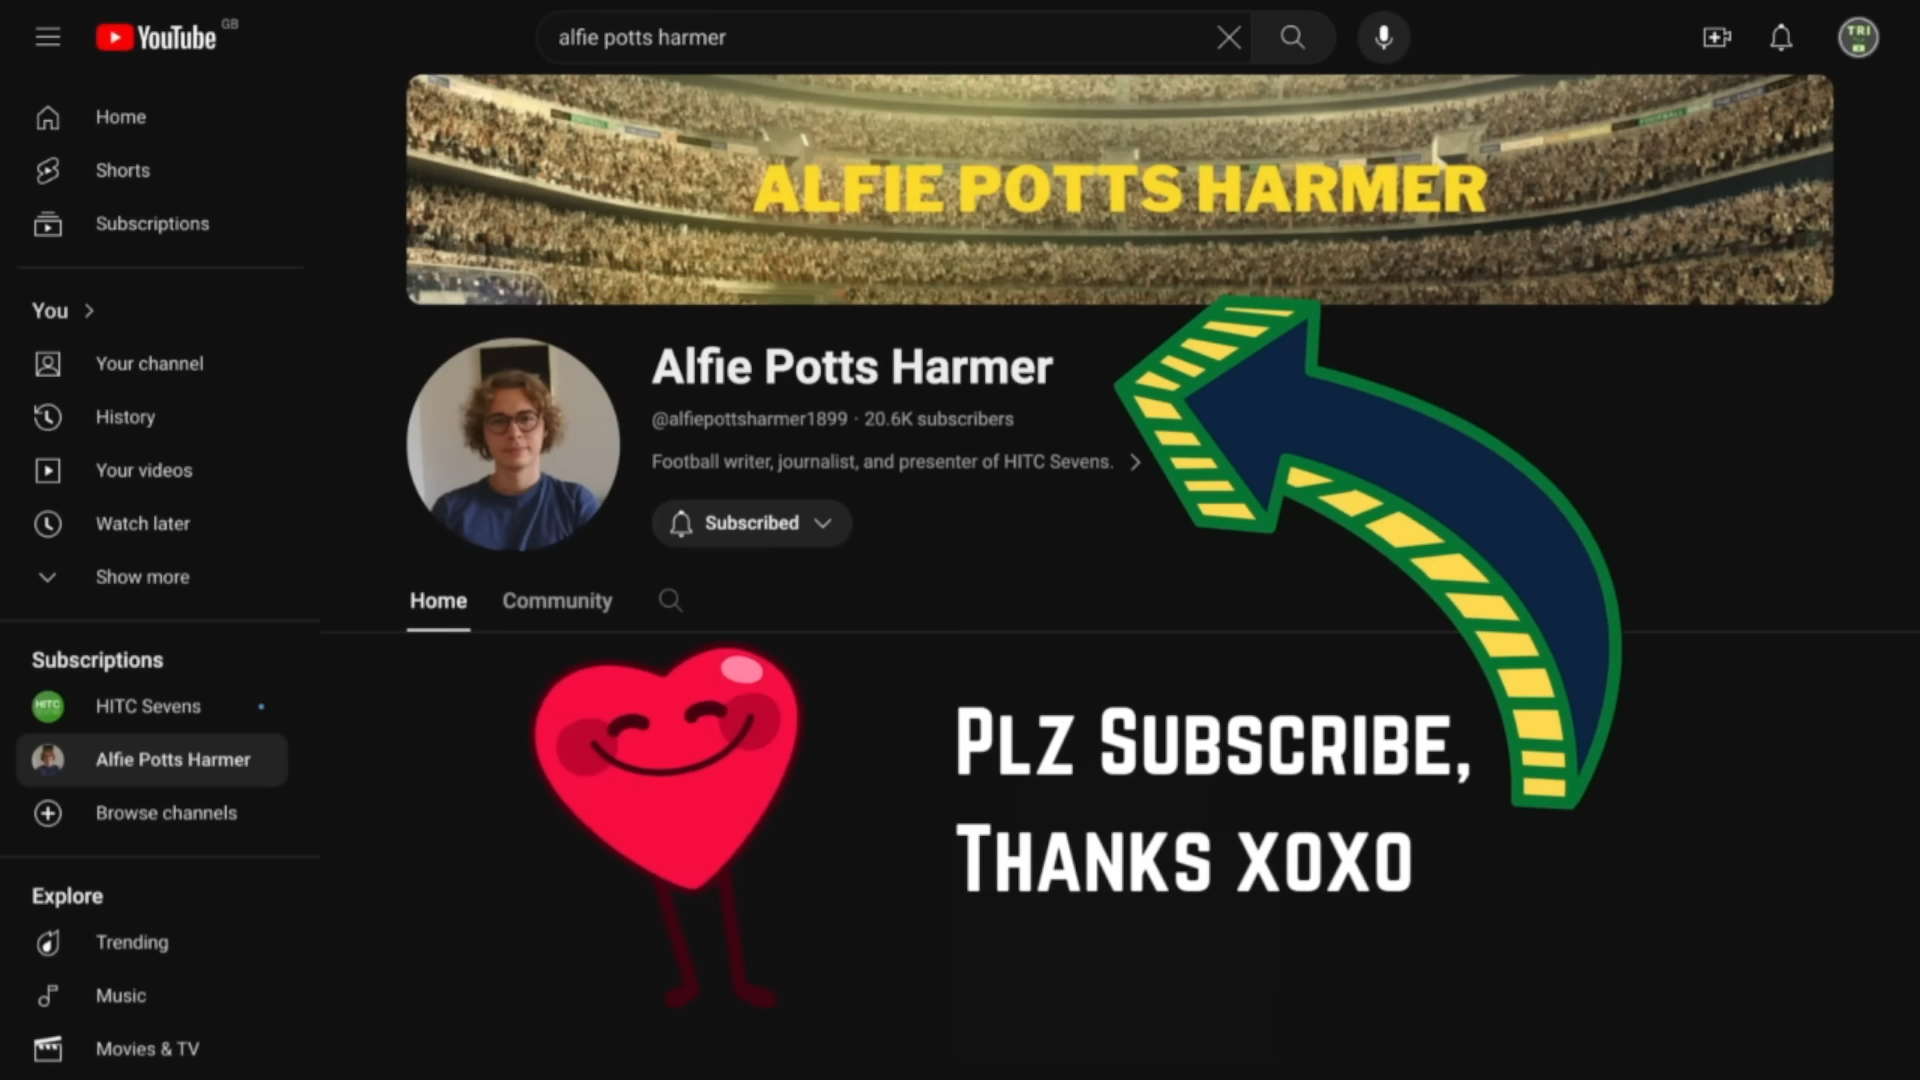 YouTube GB
alfie potts harmer
TRI
Home
Shorts
Subscriptions
You
Your channel
History
Your videos
Watch later
Show more
Subscriptions
HITC
HITC Sevens
Alfie Potts Harmer
Browse channels
Explore
Trending
Music
Movies & TV
ALFIE POTTS HARMER
Alfie Potts Harmer
@alfiepottsharmer1899 · 20.6K subscribers
Football writer, journalist, and presenter of HITC Sevens.
Subscribed
Home Community
PLZ SUBSCRIBE,
THANKS XOXO